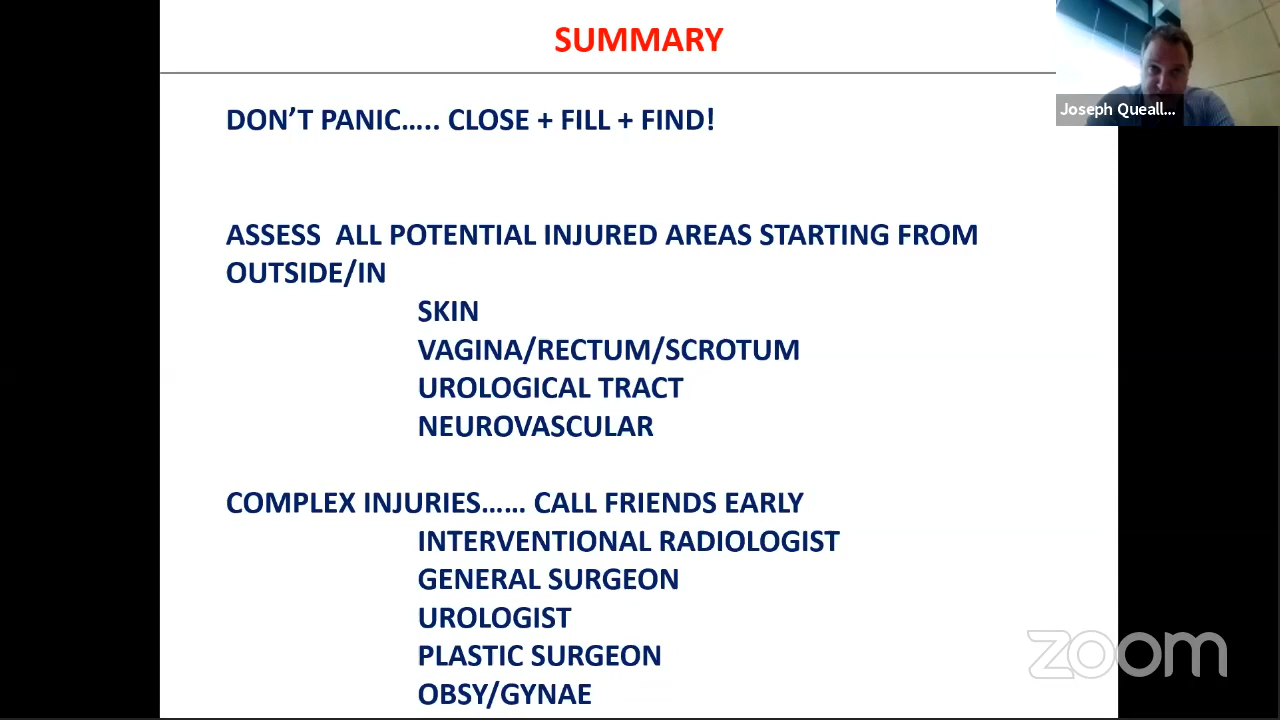 SUMMARY
Joseph Queall...
DON'T PANIC..... CLOSE + FILL + FIND!
ASSESS ALL POTENTIAL INJURED AREAS STARTING FROM
OUTSIDE/IN
SKIN
VAGINA/RECTUM/SCROTUM
UROLOGICAL TRACT
NEUROVASCULAR
COMPLEX INJURIES...... CALL FRIENDS EARLY
INTERVENTIONAL RADIOLOGIST
GENERAL SURGEON
UROLOGIST
PLASTIC SURGEON
OBSY/GYNAE
zoom